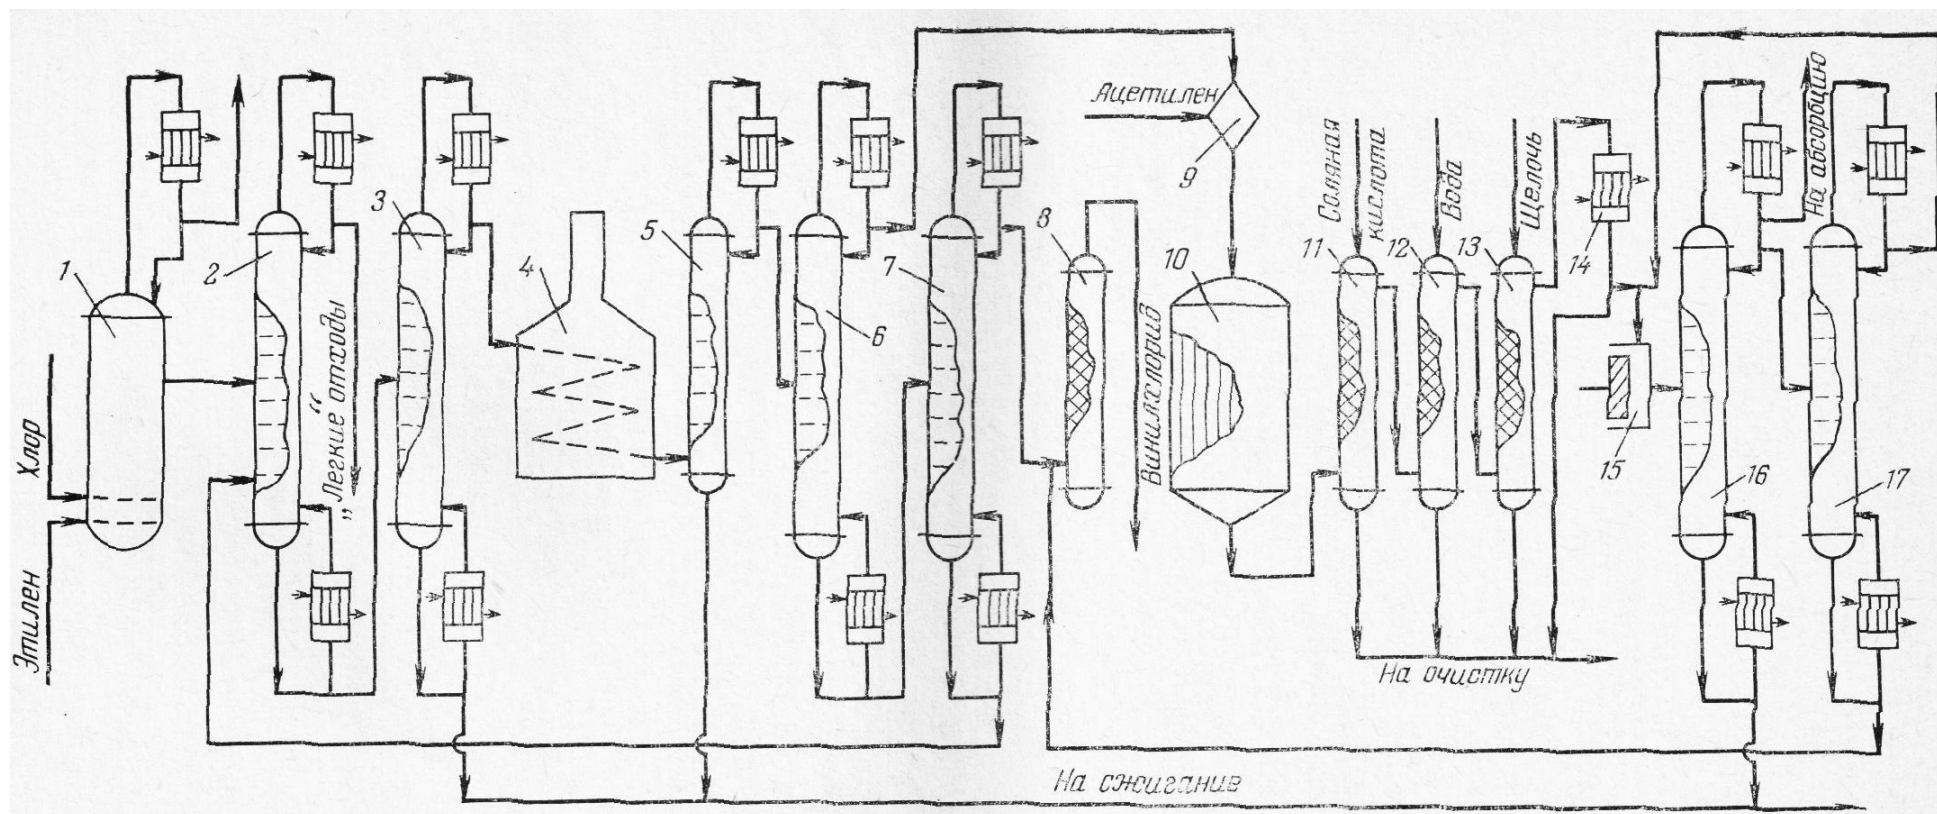 Хлор
Этилен
1
2
„Легкие отходы“
3
4
5
6
7
8
Винилхлорид
Ацетилен
9
10
Соляная
кислота
11
Вода
12
Щелочь
13
14
15
На очистку
На абсорбцию
16
17
На сжигание